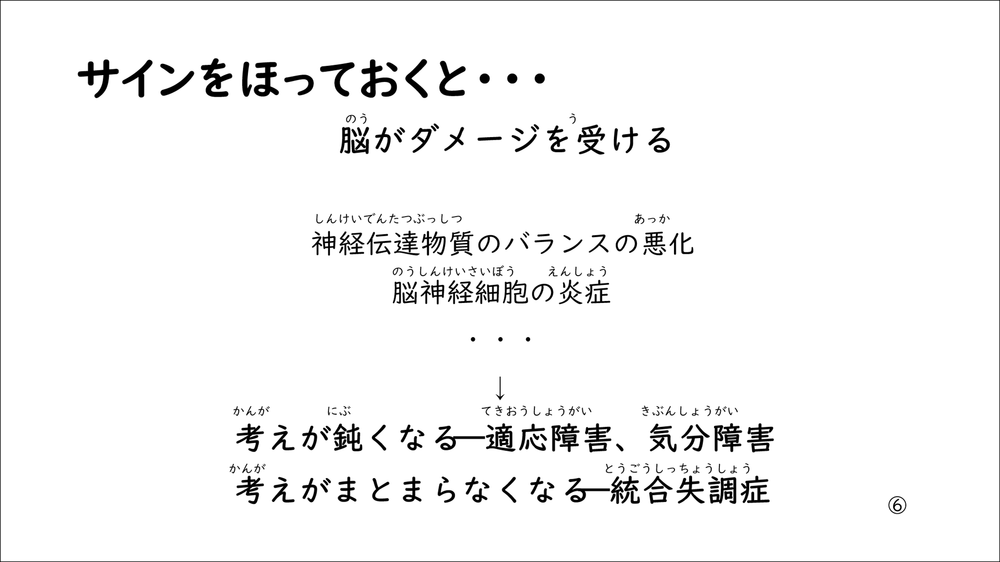 サインをほっておくと・・・
のう う
脳がダメージを受ける
しんけいでんたつぶっしつ あっか
神経伝達物質のバランスの悪化
のうしんけいさいぼう えんしょう
脳神経細胞の炎症
・・・
↓
かんが にぶ てきおうしょうがい きぶんしょうがい
考えが鈍くなる―適応障害、気分障害
かんが とうごうしっちょうしょう
考えがまとまらなくなる―統合失調症
⑥